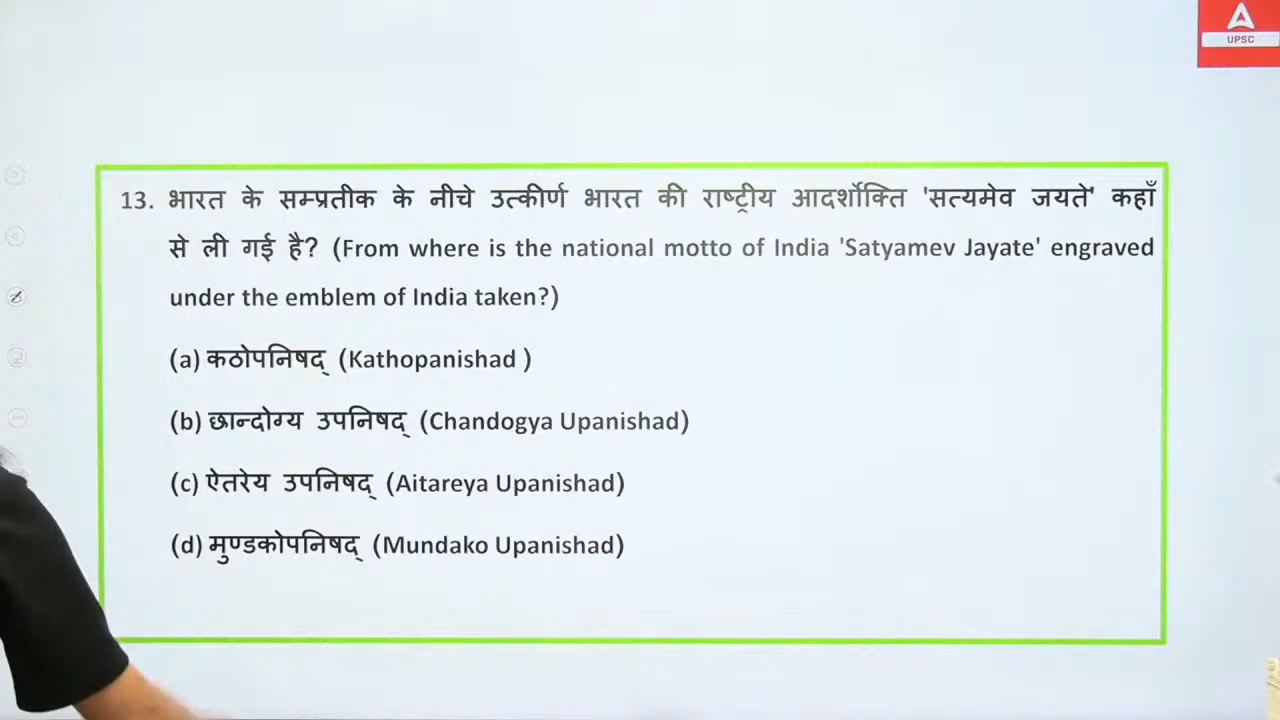 UPSC
13. भारत के सम्प्रतीक के नीचे उत्कीर्ण भारत की राष्ट्रीय आदर्शोक्ति 'सत्यमेव जयते' कहाँ
से ली गई है? (From where is the national motto of India 'Satyamev Jayate' engraved
under the emblem of India taken?)
(a) कठोपनिषद् (Kathopanishad )
(b) छान्दोग्य उपनिषद् (Chandogya Upanishad)
(c) ऐतरेय उपनिषद् (Aitareya Upanishad)
(d) मुण्डकोपनिषद् (Mundako Upanishad)